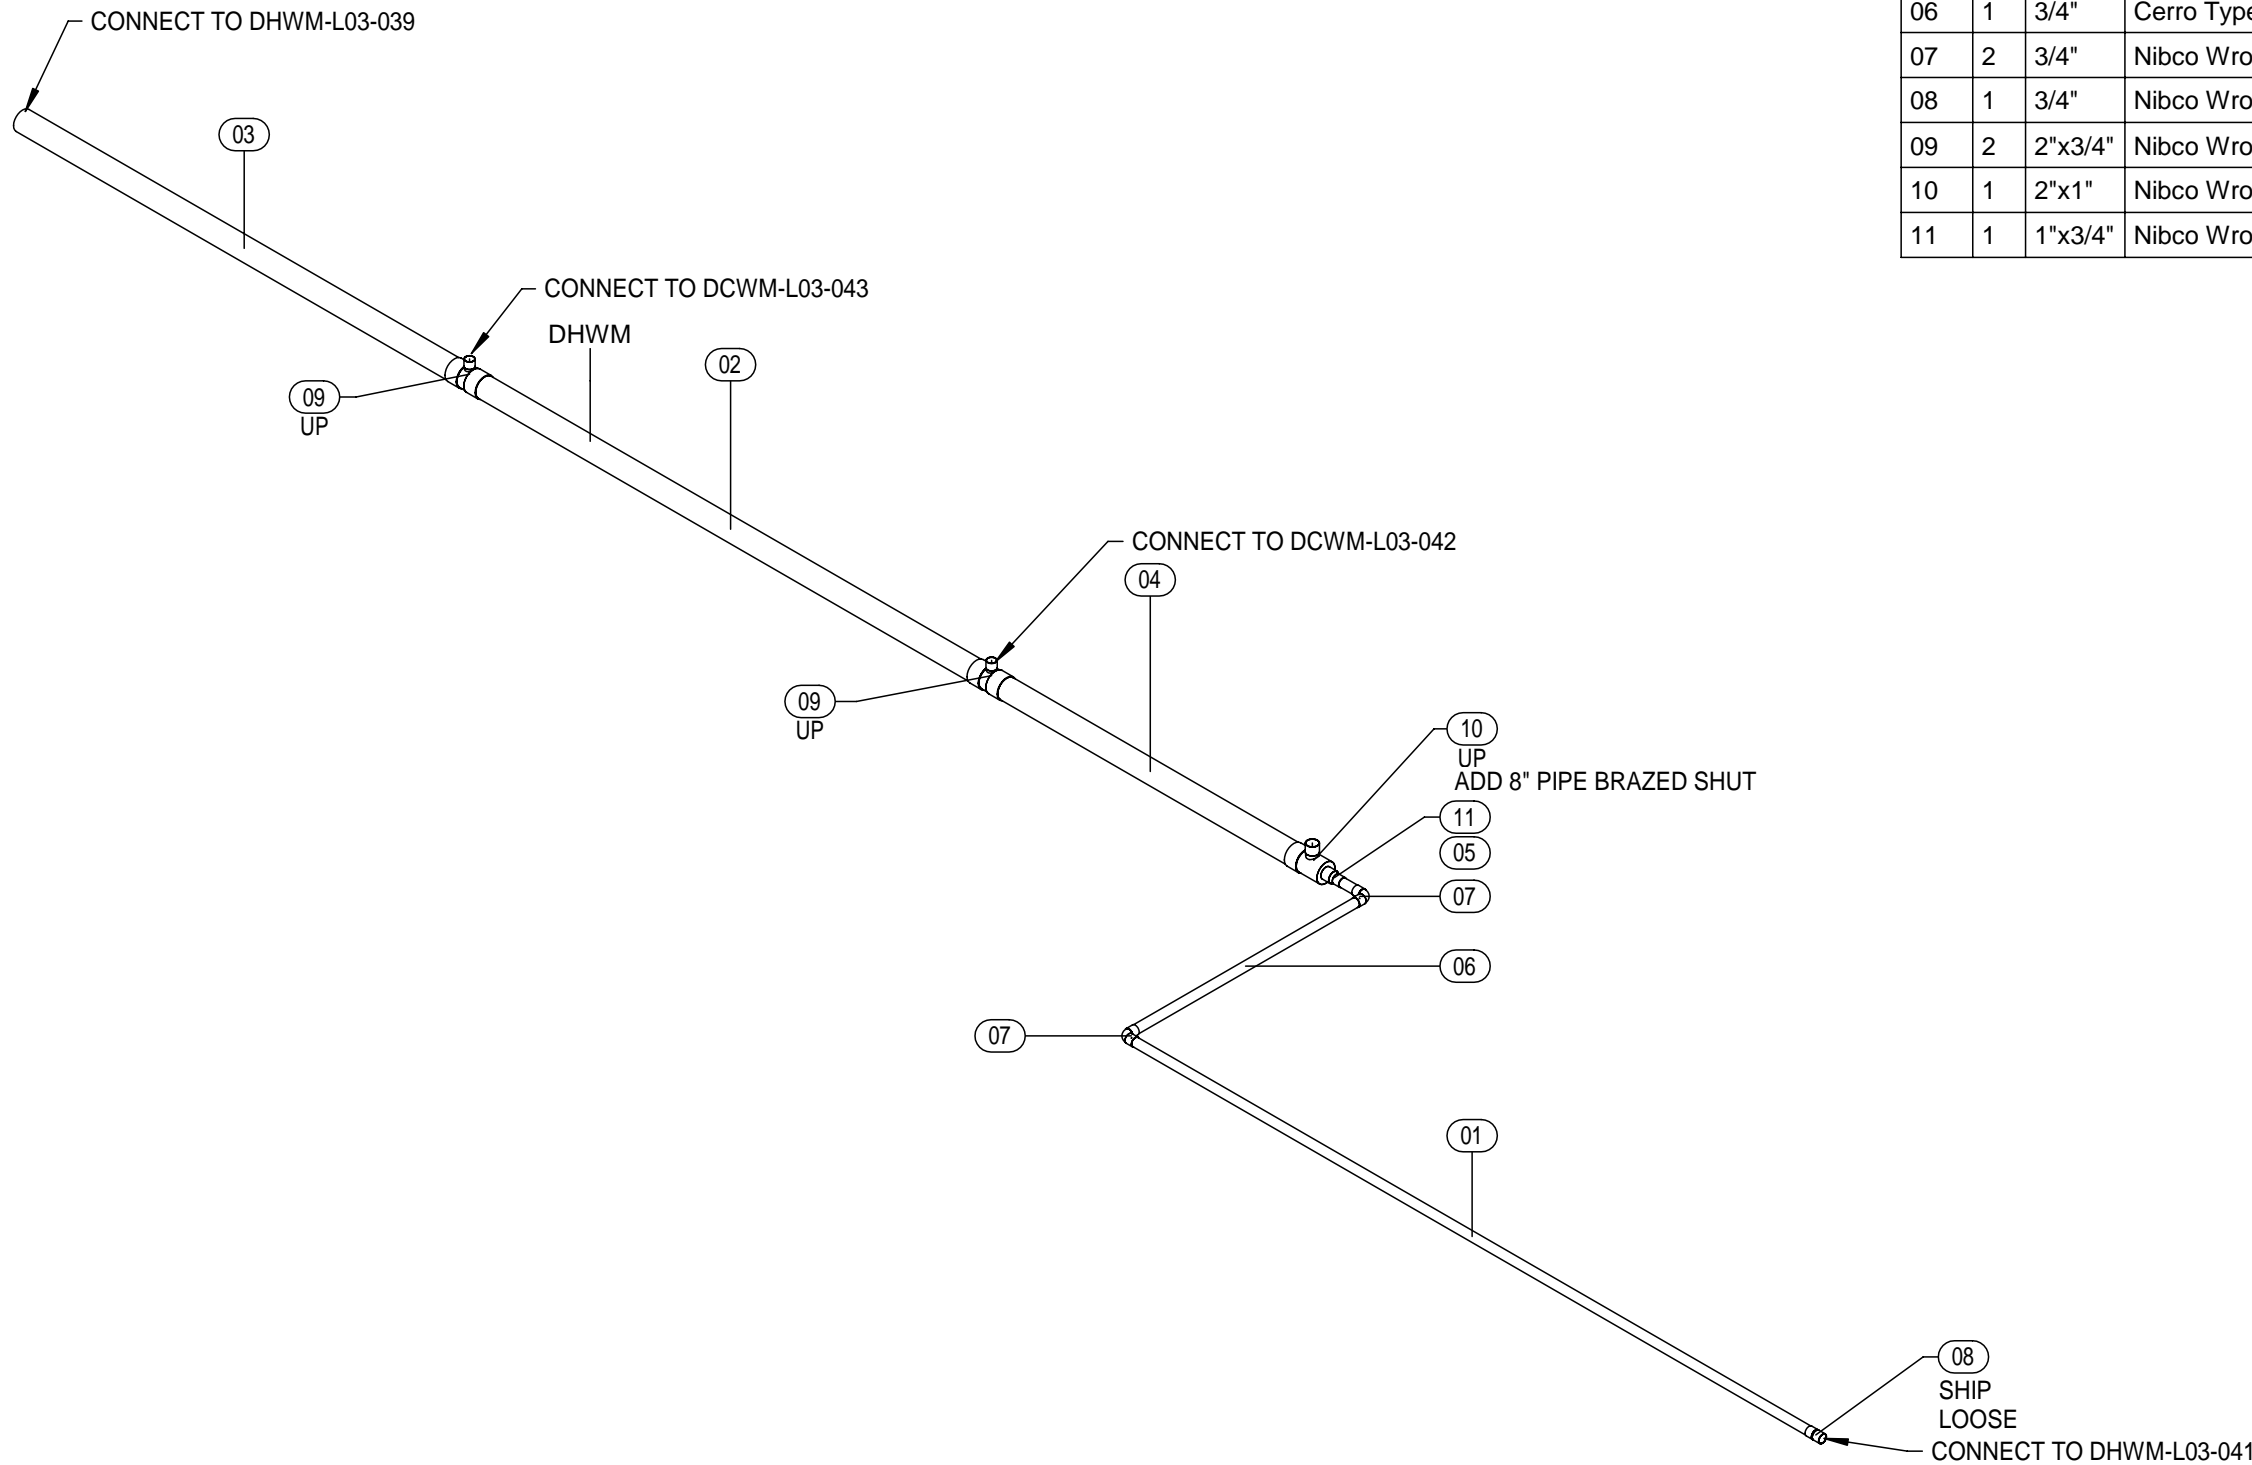 CONNECT TO DHWM-L03-039
06 1 3/4" Cerro Type
07 2 3/4" Nibco Wro
08 1 3/4" Nibco Wro
09 2 2"x3/4" Nibco Wro
10 1 2"x1" Nibco Wro
11 1 1"x3/4" Nibco Wro
03
CONNECT TO DCWM-L03-043
DHWM
02
09
UP
CONNECT TO DCWM-L03-042
04
09
UP
10
UP
ADD 8" PIPE BRAZED SHUT
11
05
07
06
07
01
08
SHIP
LOOSE
CONNECT TO DHWM-L03-041